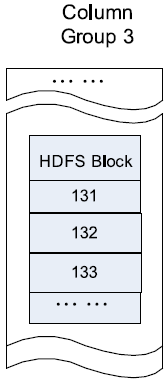 Column
Group 3
... ...
HDFS Block
131
132
133
... ...